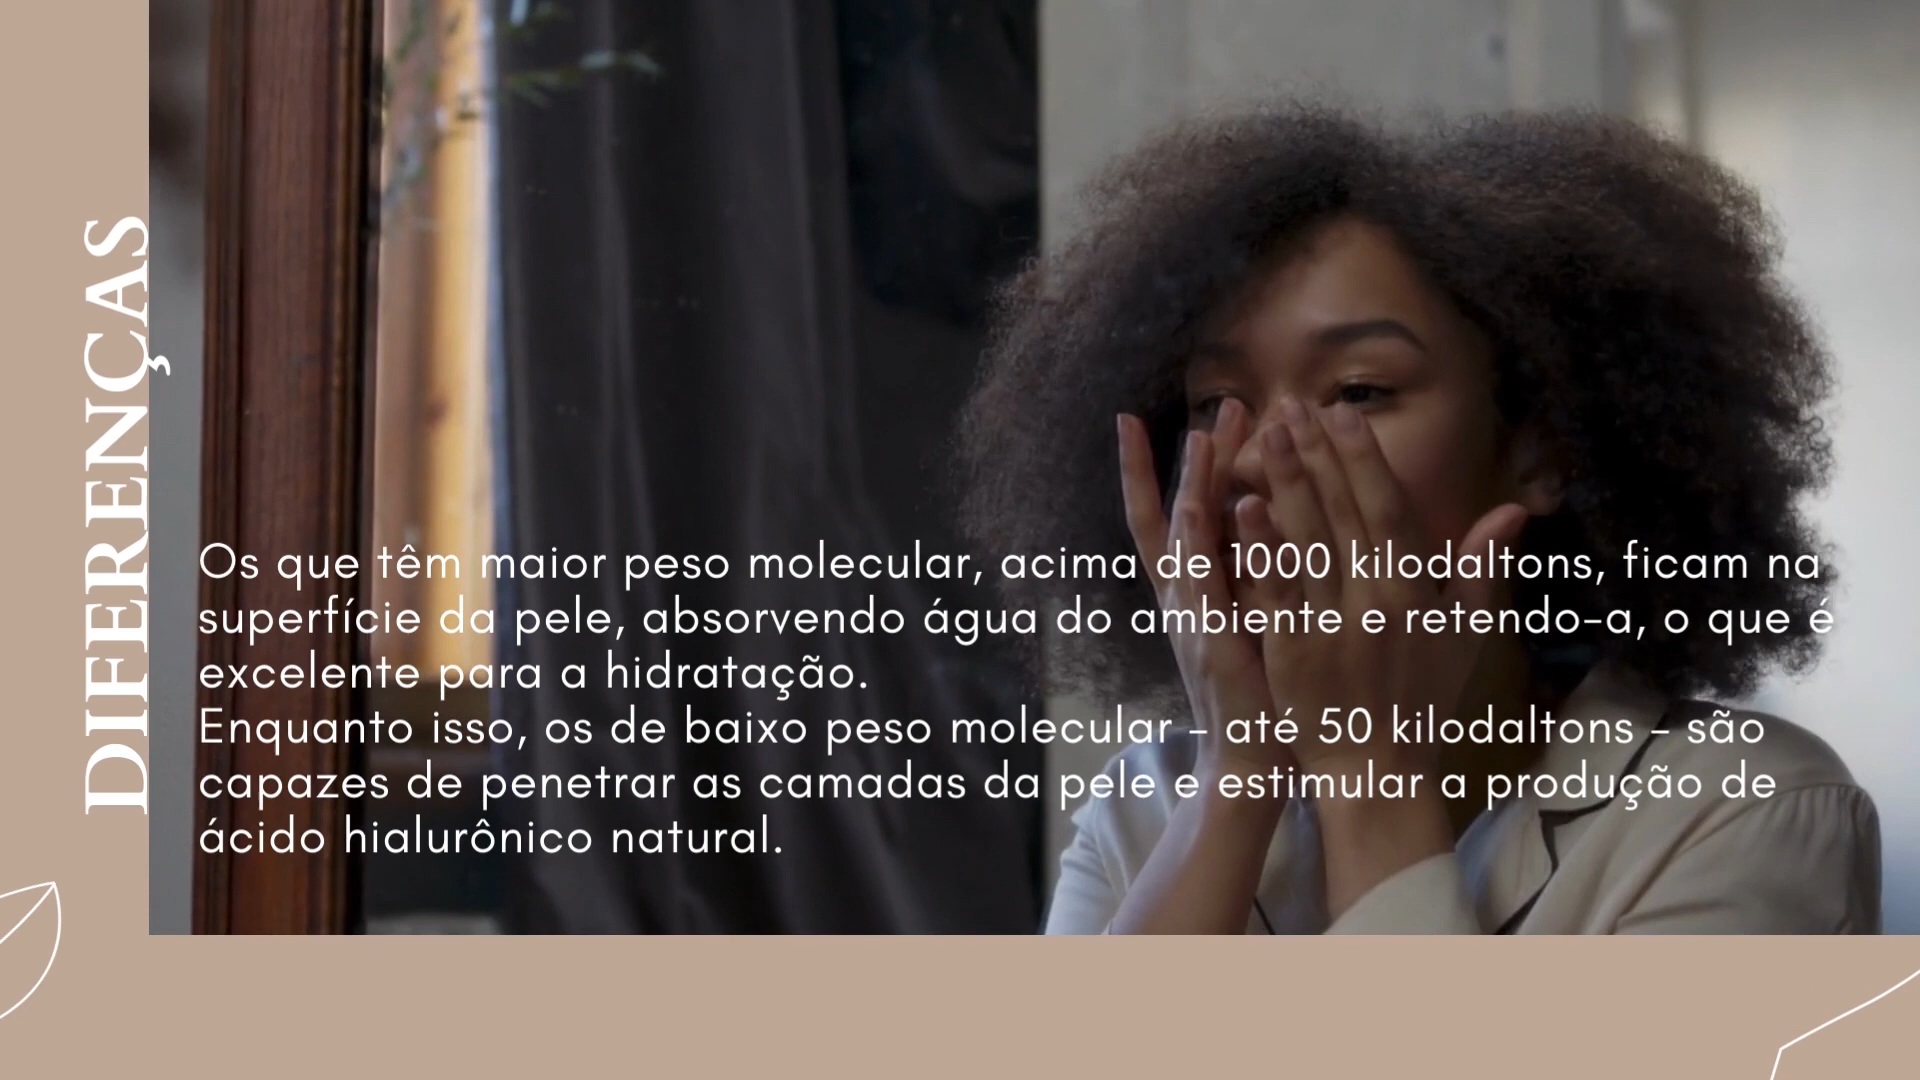 DIFERENÇAS
Os que têm maior peso molecular, acima de 1000 kilodaltons, ficam na
superfície da pele, absorvendo água do ambiente e retendo-a, o que é
excelente para a hidratação.
Enquanto isso, os de baixo peso molecular - até 50 kilodaltons - são
capazes de penetrar as camadas da pele e estimular a produção de
ácido hialurônico natural.